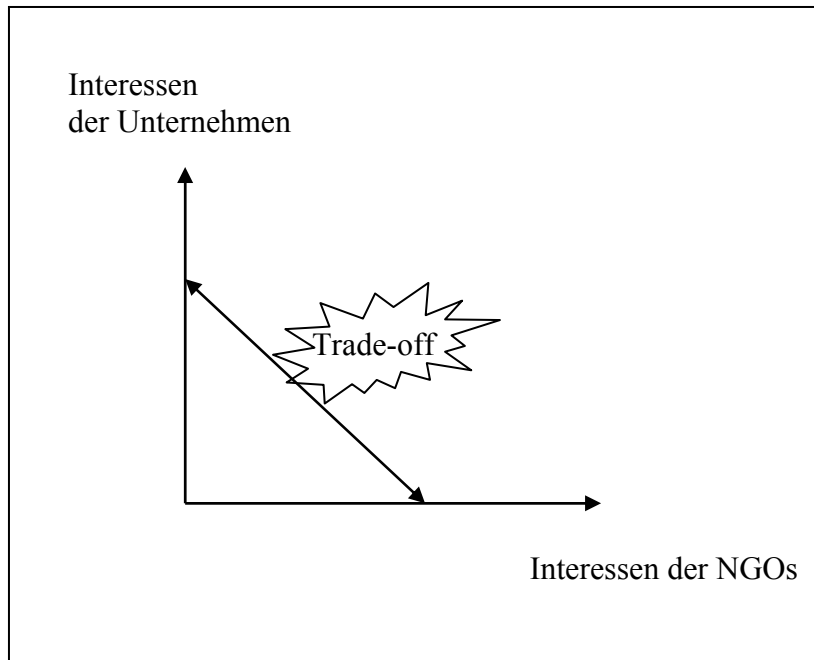 Interessen
der Unternehmen
Trade-off
Interessen der NGOs